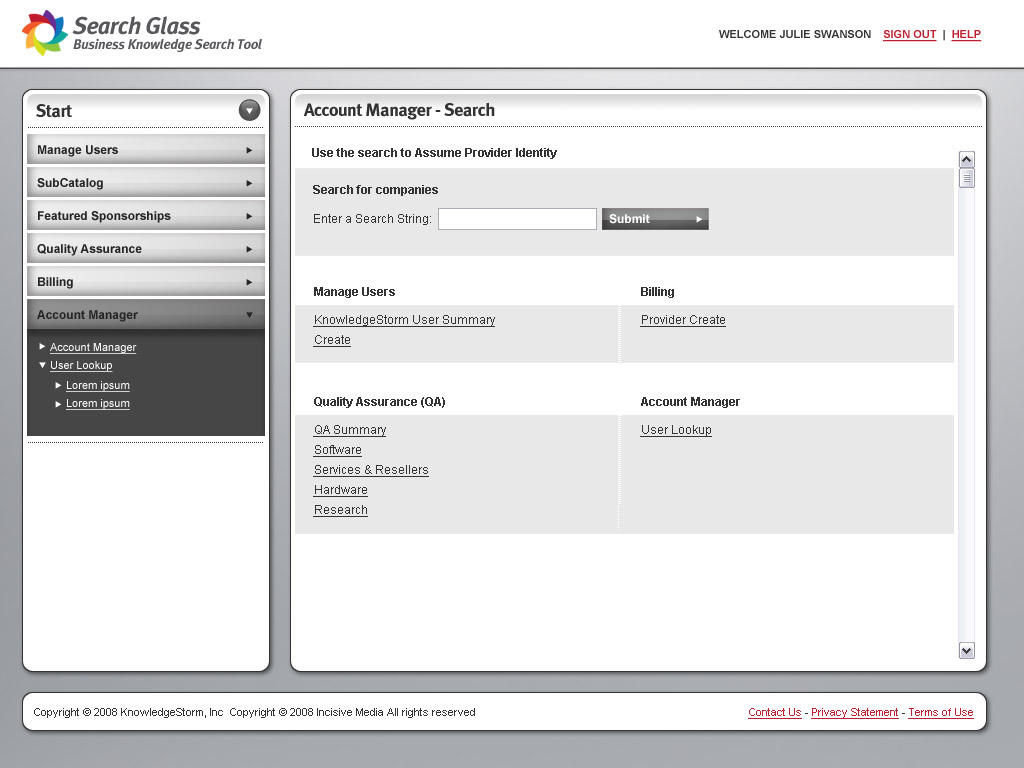 Search Glass
Business Knowledge Search Tool
WELCOME JULIE SWANSON SIGN OUT | HELP
Start
Manage Users
SubCatalog
Featured Sponsorships
Quality Assurance
Billing
Account Manager
Account Manager
User Lookup
Lorem ipsum
Lorem ipsum
Account Manager - Search
Use the search to Assume Provider Identity
Search for companies
Enter a Search String: Submit
Manage Users
KnowledgeStorm User Summary
Create
Billing
Provider Create
Quality Assurance (QA)
QA Summary
Software
Services & Resellers
Hardware
Research
Account Manager
User Lookup
Copyright © 2008 KnowledgeStorm, Inc Copyright © 2008 Incisive Media All rights reserved
Contact Us - Privacy Statement - Terms of Use